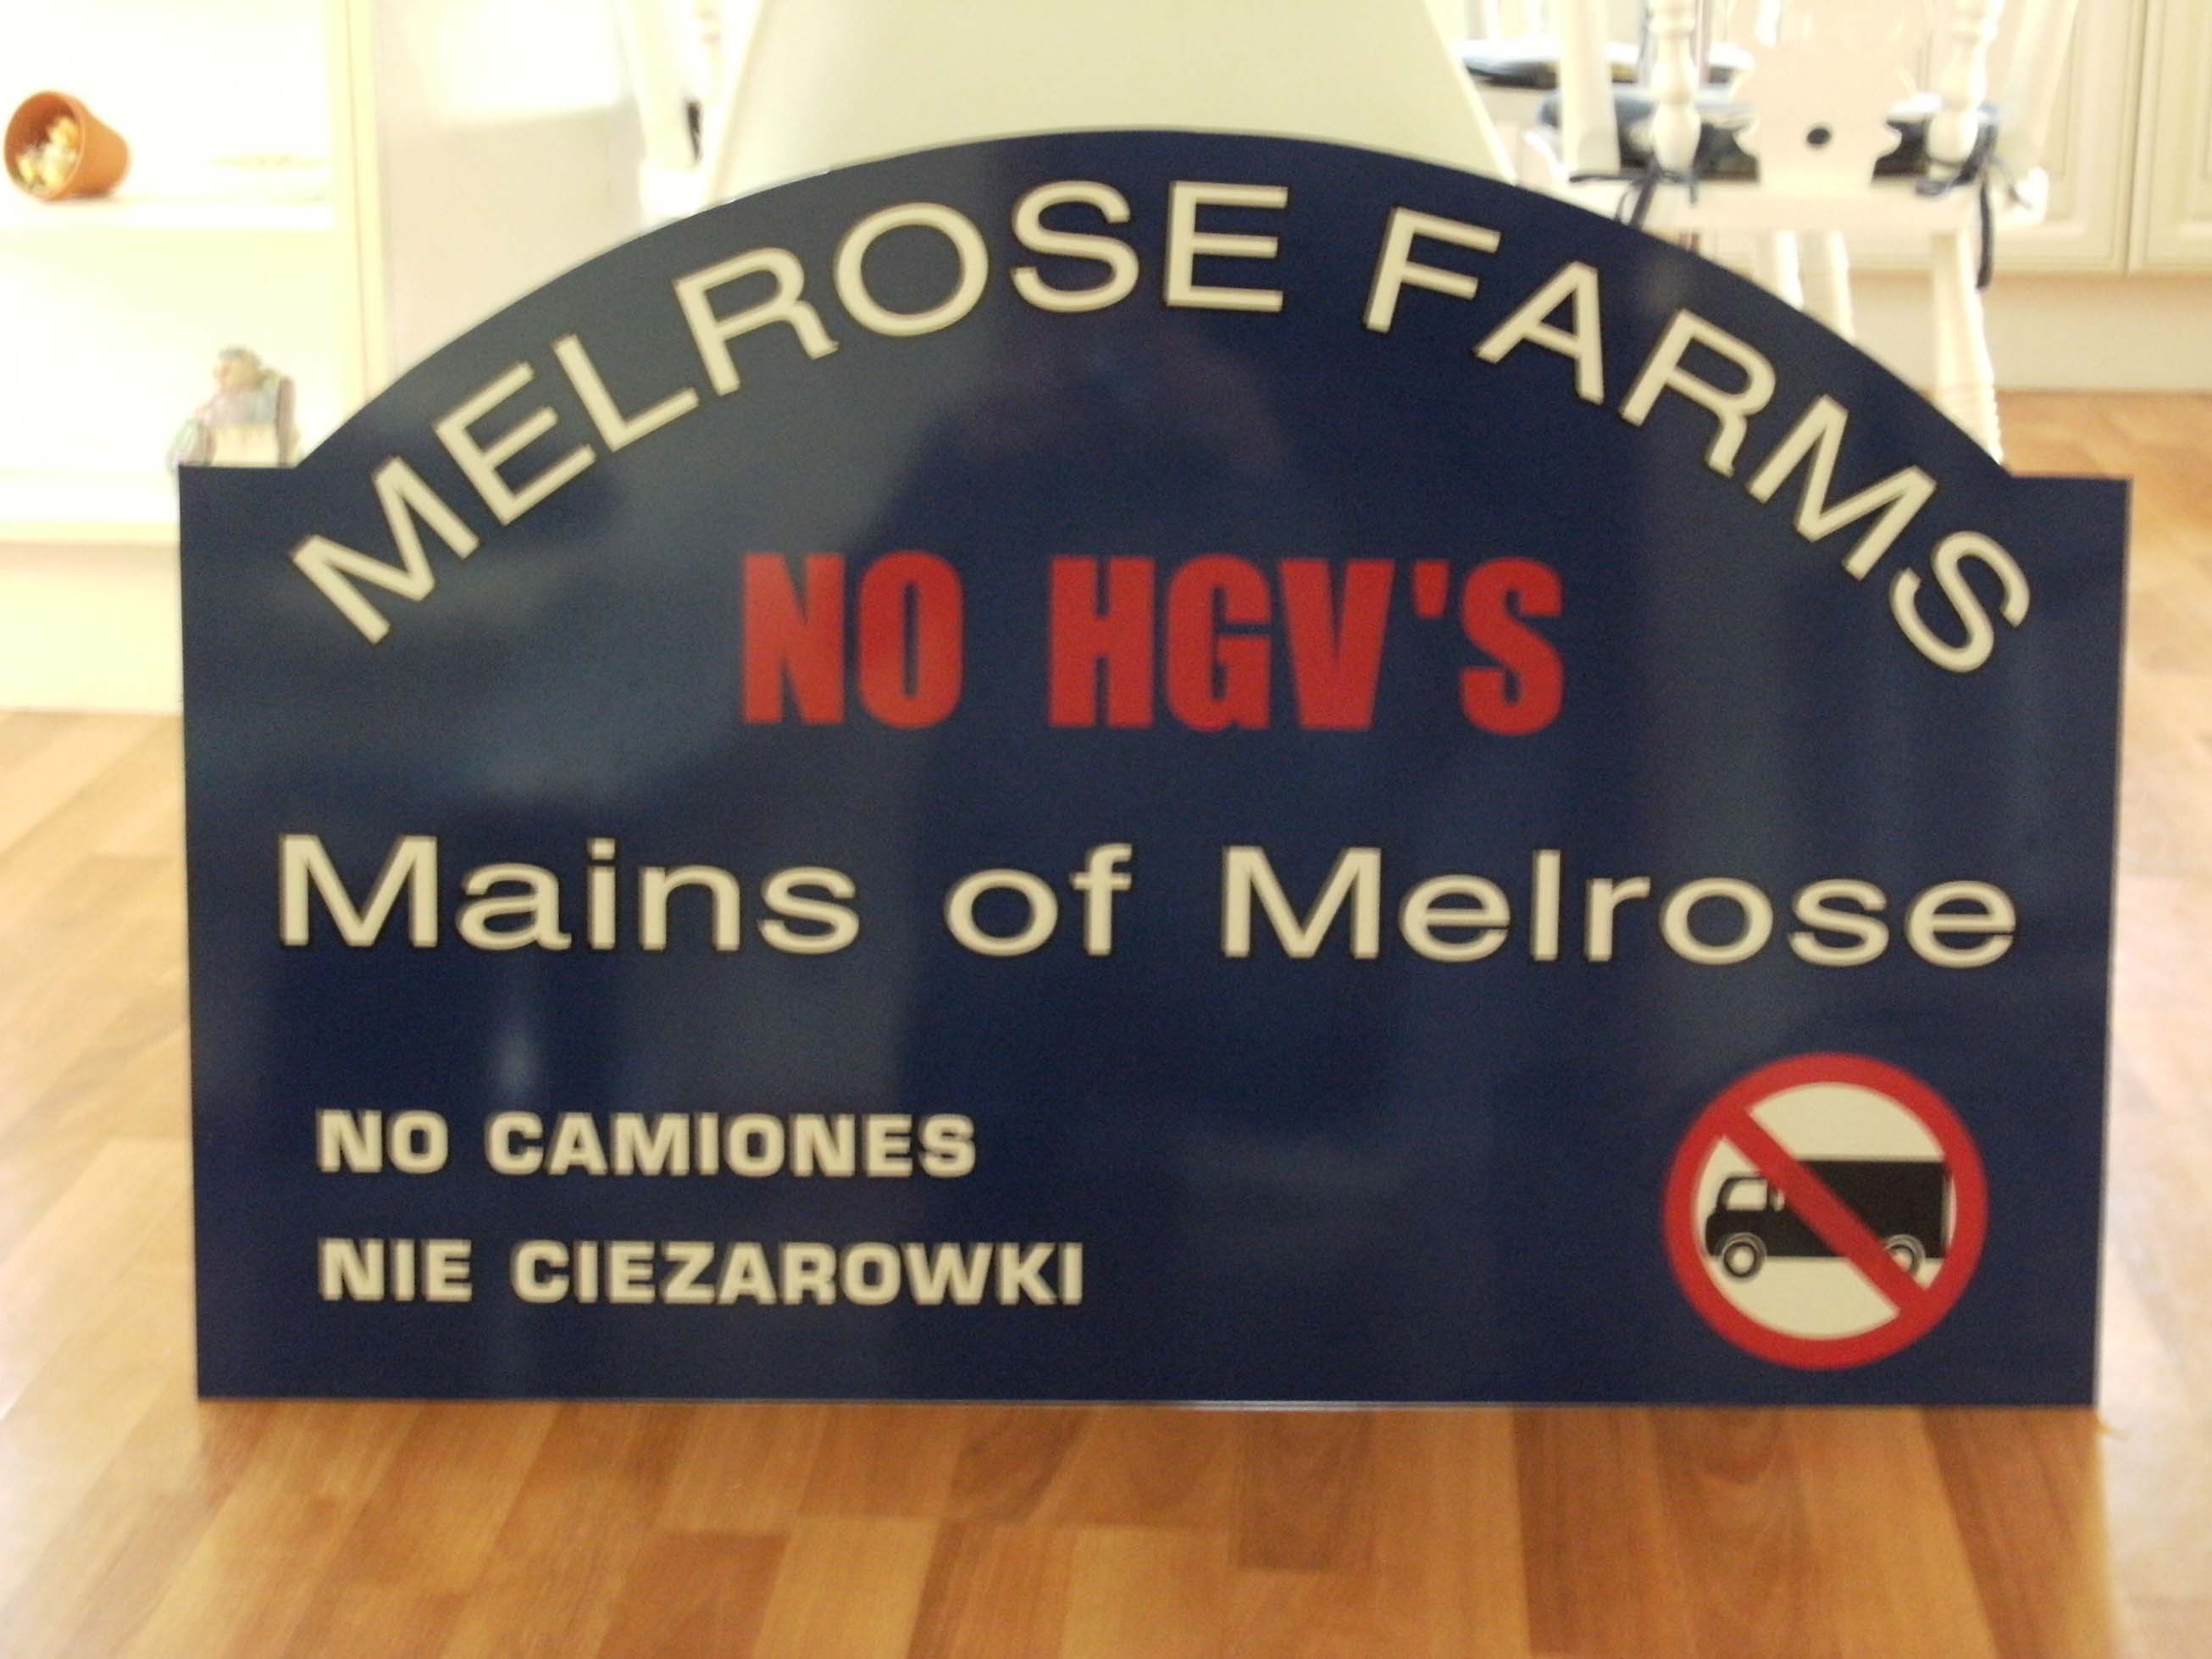 MELROSE FARMS
NO HGV'S
Mains of Melrose
NO CAMIONES
NIE CIEZAROWKI